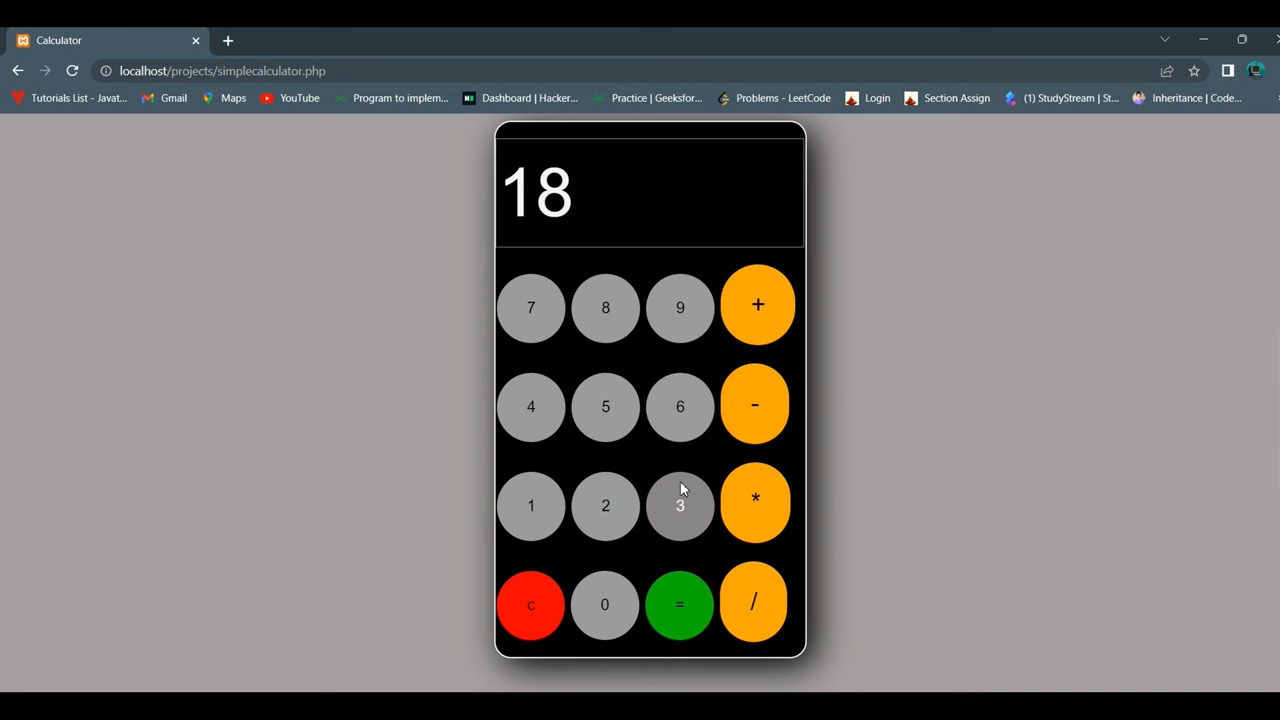 Calculator
localhost/projects/simplecalculator.php
Tutorials List - Javat... Gmail Maps YouTube Program to implem... Dashboard | Hacker... Practice | Geeksfor... Problems - LeetCode Login Section Assign (1) StudyStream | St... Inheritance | Code...
18
7 8 9 +
4 5 6 -
1 2 3 *
c 0 = /